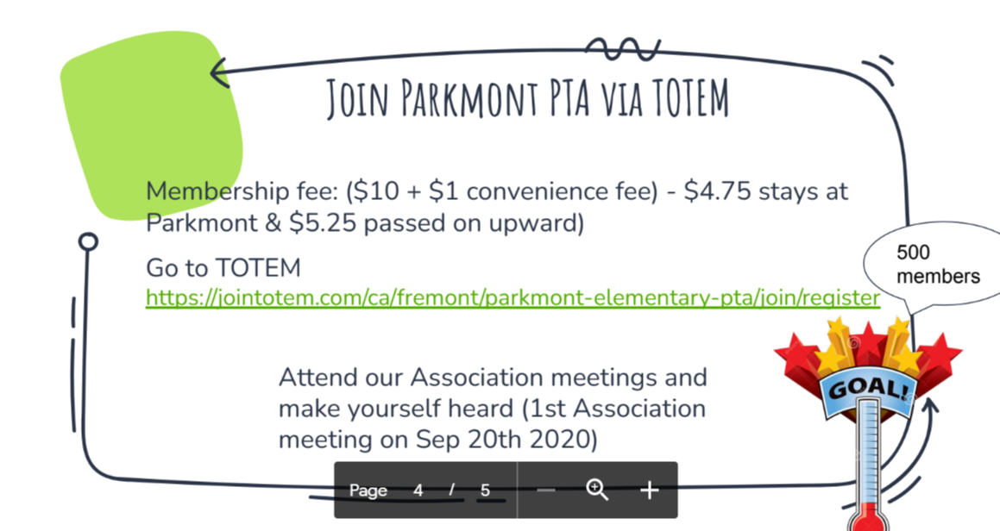 Join Parkmont PTA via TOTEM
Membership fee: ($10 + $1 convenience fee) - $4.75 stays at
Parkmont & $5.25 passed on upward)
Go to TOTEM
https://jointotem.com/ca/fremont/parkmont-elementary-pta/join/register
500
members
GOAL!
Attend our Association meetings and
make yourself heard (1st Association
meeting on Sep 20th 2020)
Page 4 / 5